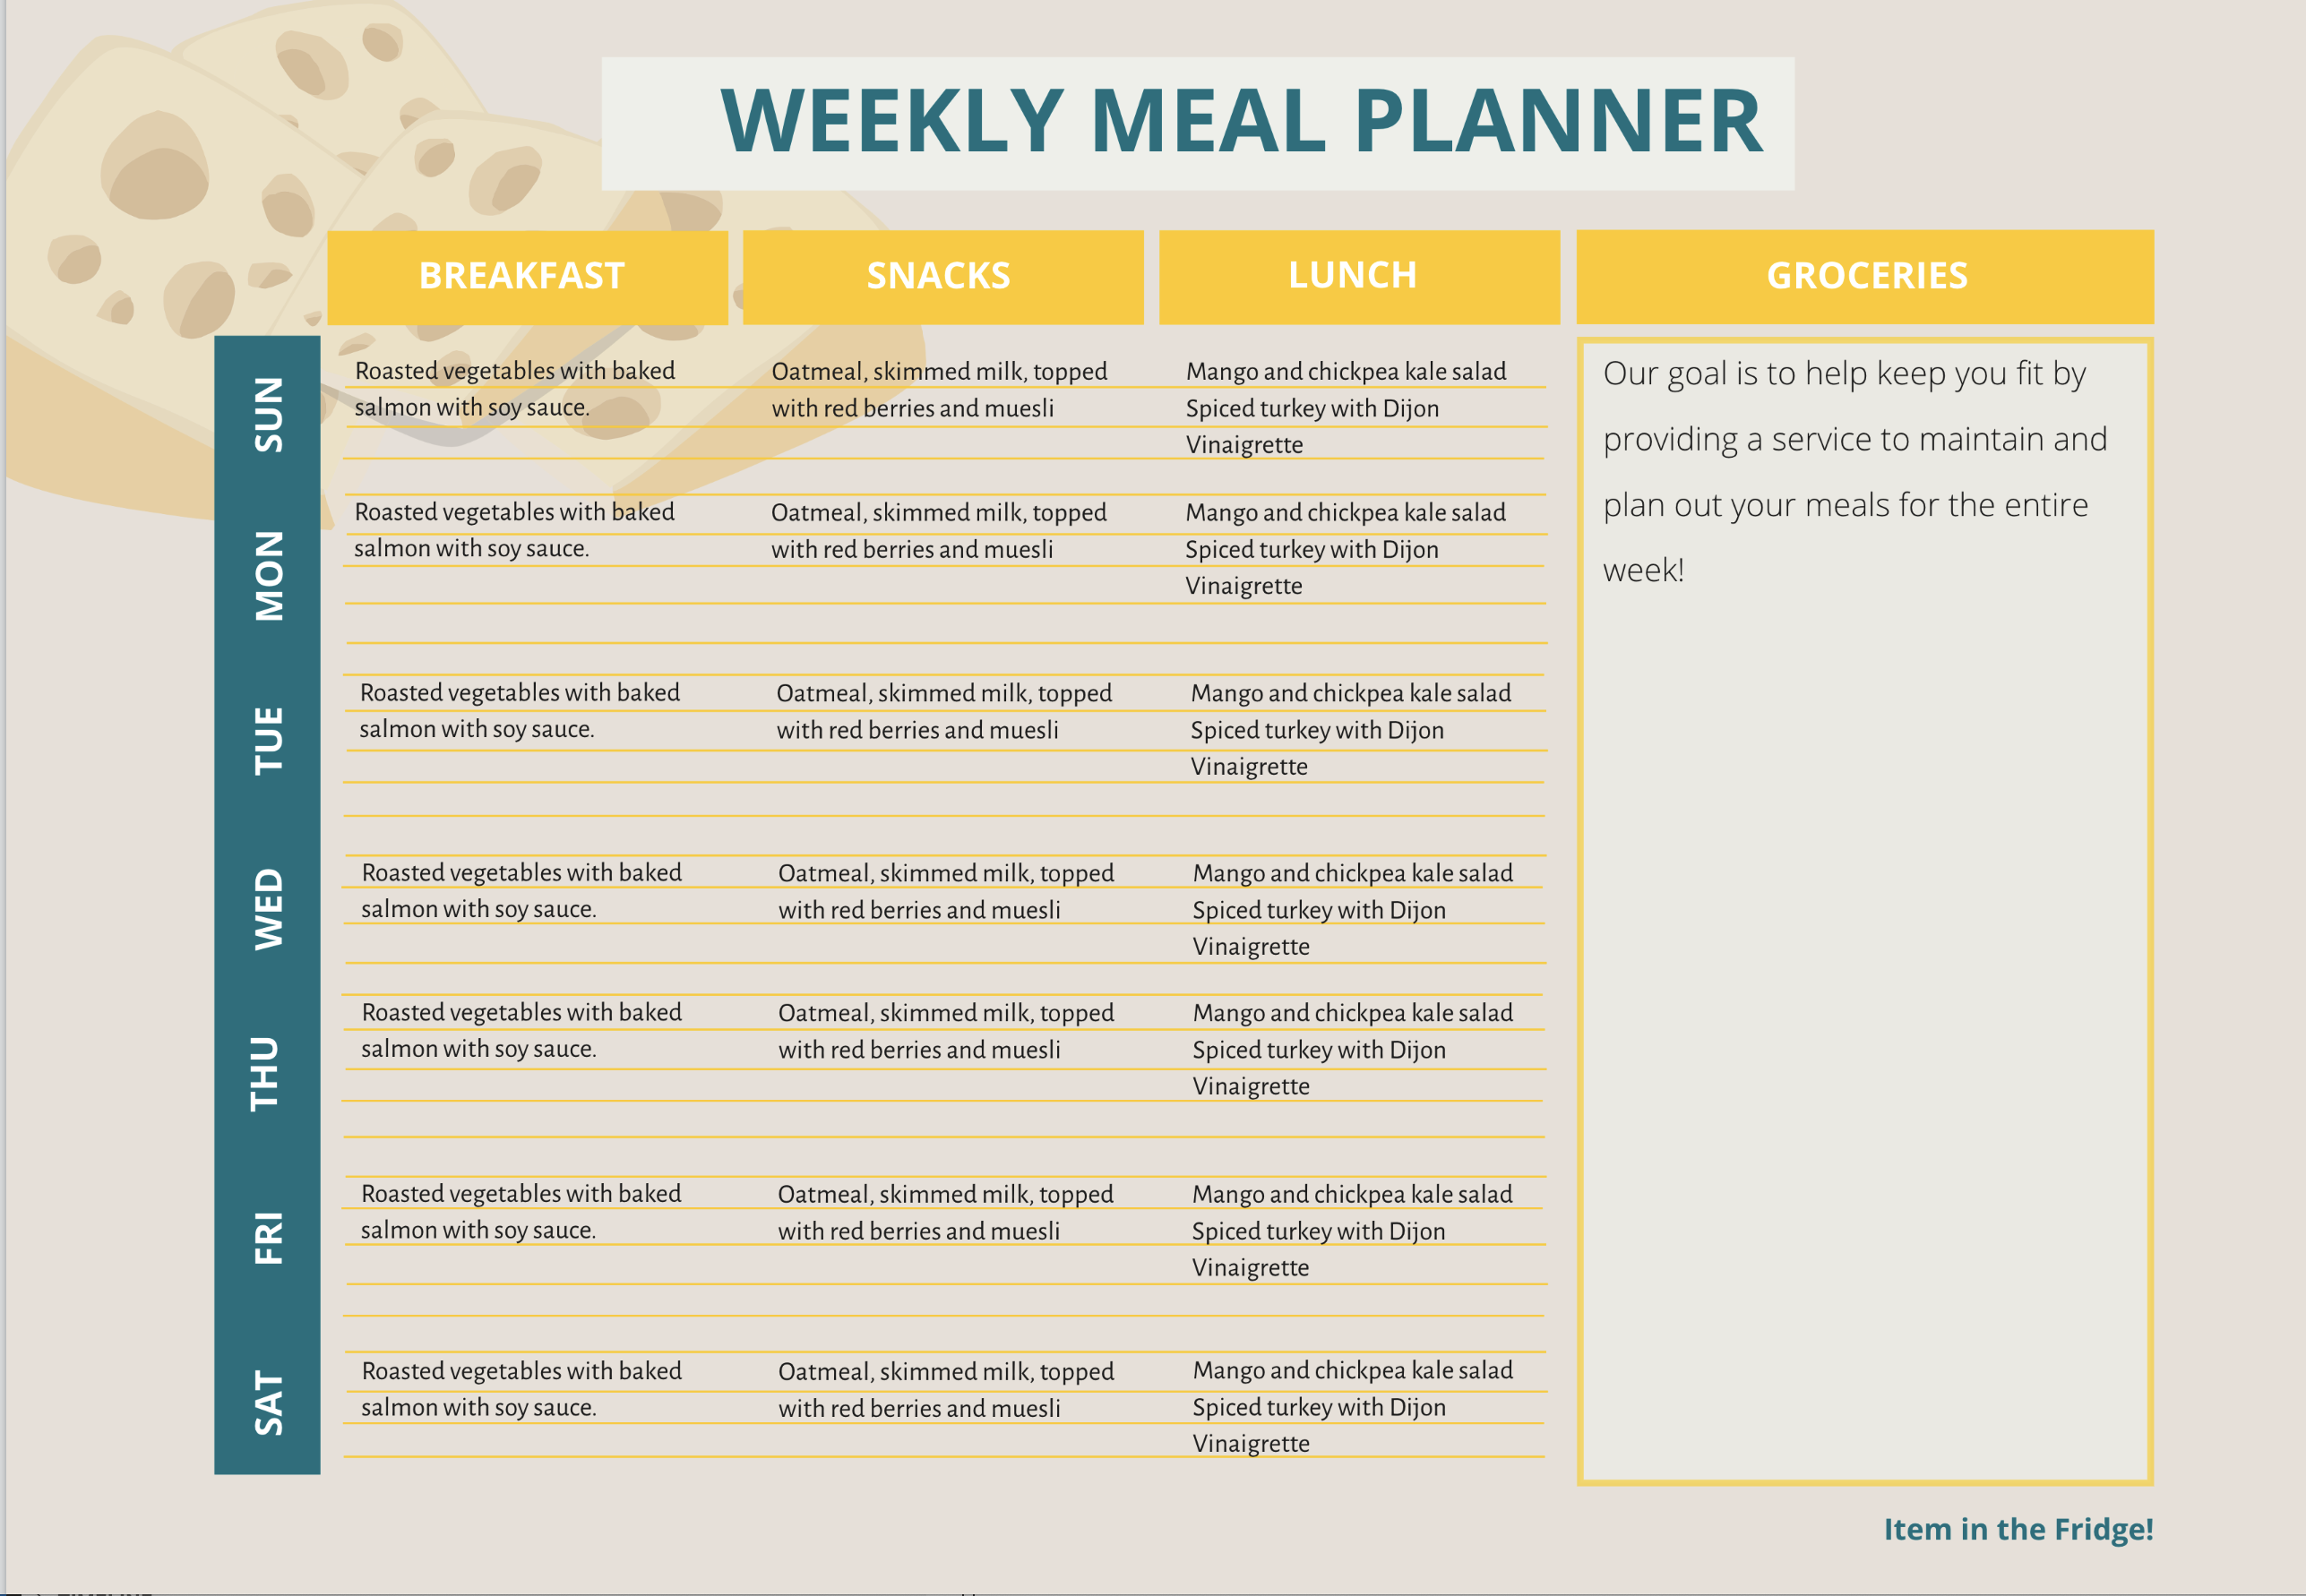 WEEKLY MEAL PLANNER
BREAKFAST
SNACKS
LUNCH
GROCERIES
SUN
Roasted vegetables with baked
salmon with soy sauce.
Oatmeal, skimmed milk, topped
with red berries and muesli
Mango and chickpea kale salad
Spiced turkey with Dijon
Vinaigrette
MON
Roasted vegetables with baked
salmon with soy sauce.
Oatmeal, skimmed milk, topped
with red berries and muesli
Mango and chickpea kale salad
Spiced turkey with Dijon
Vinaigrette
TUE
Roasted vegetables with baked
salmon with soy sauce.
Oatmeal, skimmed milk, topped
with red berries and muesli
Mango and chickpea kale salad
Spiced turkey with Dijon
Vinaigrette
WED
Roasted vegetables with baked
salmon with soy sauce.
Oatmeal, skimmed milk, topped
with red berries and muesli
Mango and chickpea kale salad
Spiced turkey with Dijon
Vinaigrette
THU
Roasted vegetables with baked
salmon with soy sauce.
Oatmeal, skimmed milk, topped
with red berries and muesli
Mango and chickpea kale salad
Spiced turkey with Dijon
Vinaigrette
FRI
Roasted vegetables with baked
salmon with soy sauce.
Oatmeal, skimmed milk, topped
with red berries and muesli
Mango and chickpea kale salad
Spiced turkey with Dijon
Vinaigrette
SAT
Roasted vegetables with baked
salmon with soy sauce.
Oatmeal, skimmed milk, topped
with red berries and muesli
Mango and chickpea kale salad
Spiced turkey with Dijon
Vinaigrette
Our goal is to help keep you fit by
providing a service to maintain and
plan out your meals for the entire
week!
Item in the Fridge!